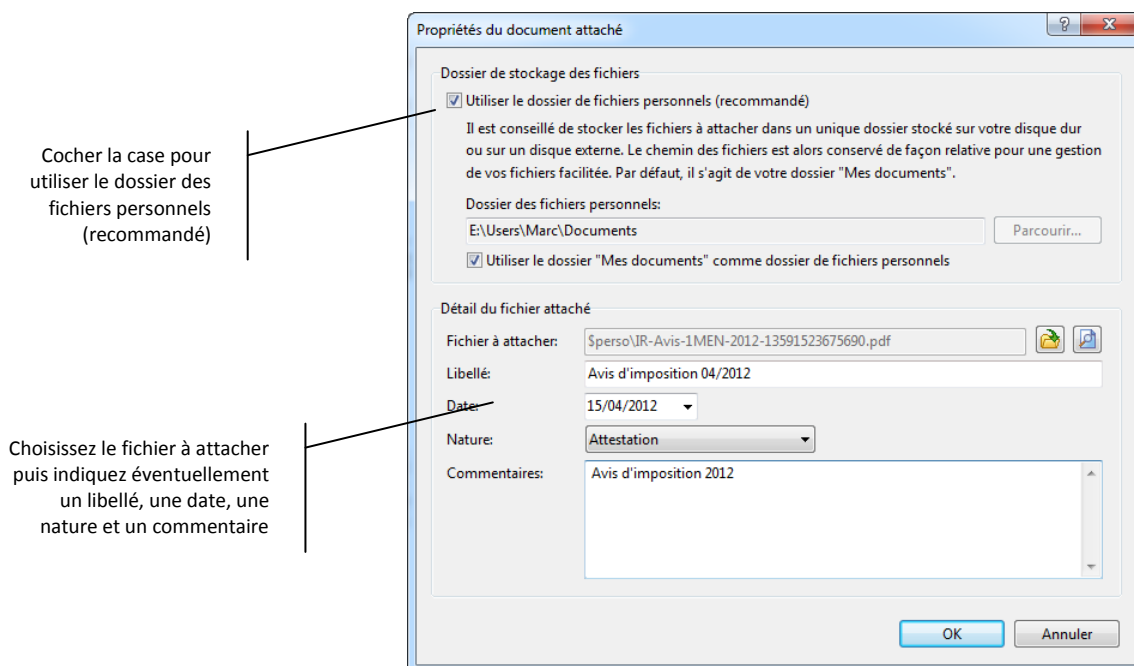 Propriétés du document attaché
Dossier de stockage des fichiers
Utiliser le dossier de fichiers personnels (recommandé)
Il est conseillé de stocker les fichiers à attacher dans un unique dossier stocké sur votre disque dur
ou sur un disque externe. Le chemin des fichiers est alors conservé de façon relative pour une gestion
de vos fichiers facilitée. Par défaut, il s'agit de votre dossier "Mes documents".
Dossier des fichiers personnels:
E:\Users\Marc\Documents
Parcourir...
Utiliser le dossier "Mes documents" comme dossier de fichiers personnels
Cocher la case pour
utiliser le dossier des
fichiers personnels
(recommandé)
Détail du fichier attaché
Fichier à attacher: $perso\IR-Avis-1MEN-2012-13591523675690.pdf
Libellé: Avis d'imposition 04/2012
Date: 15/04/2012
Nature: Attestation
Commentaires: Avis d'imposition 2012
Choisissez le fichier à attacher
puis indiquez éventuellement
un libellé, une date, une
nature et un commentaire
OK
Annuler